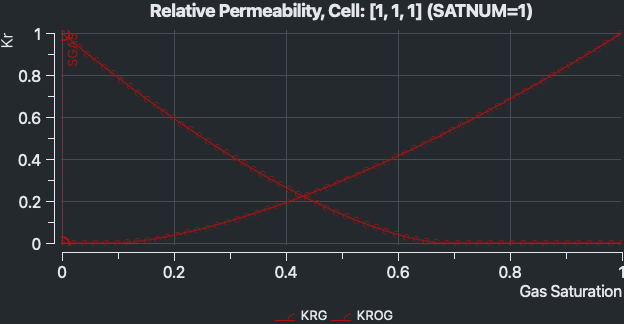 Relative Permeability, Cell: [1, 1, 1] (SATNUM=1)
Kr
1
0.8
0.6
0.4
0.2
0
SGAS
0
0.2
0.4
0.6
0.8
1
Gas Saturation
KRG
KROG